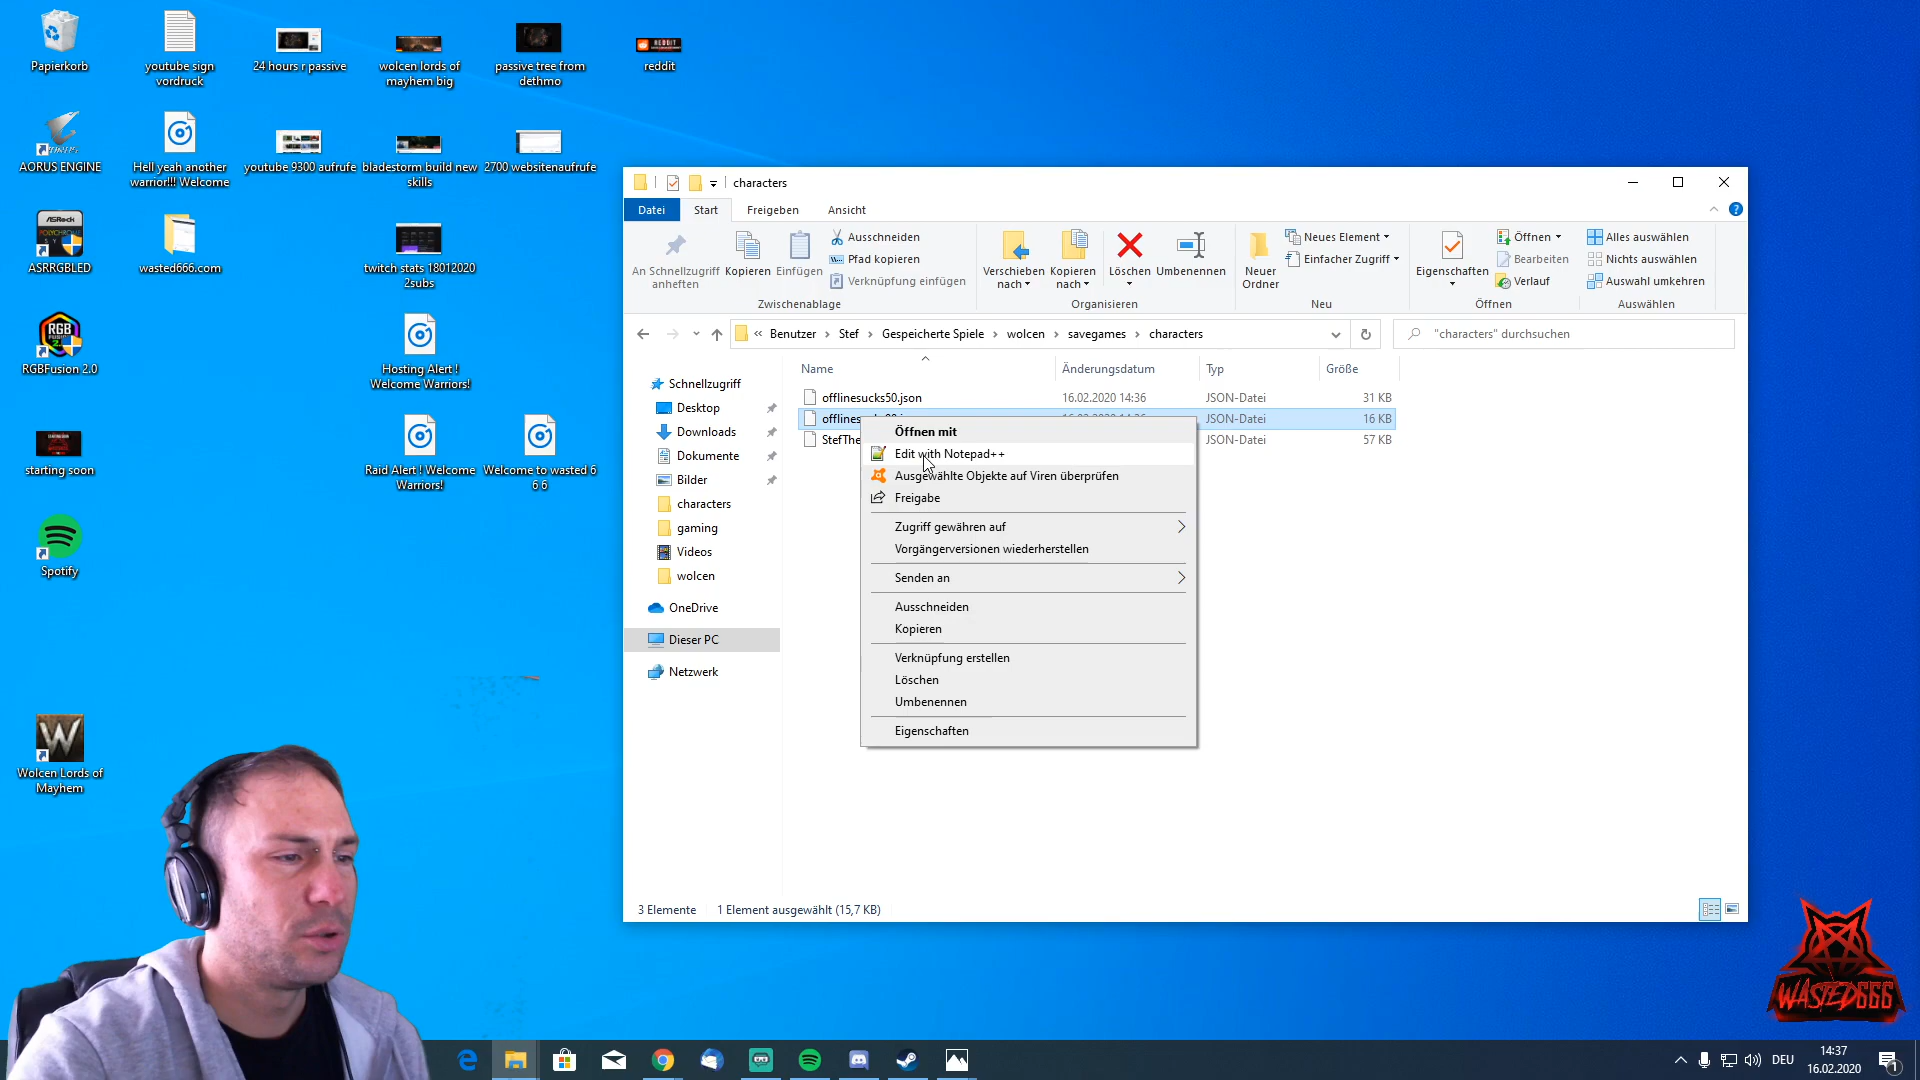 Papierkorb
youtube sign
vordruck
24 hours r passive
wolcen lords of
mayhem big
passive tree from
dethmo
REDDIT
reddit
AORUS ENGINE
Hell yeah another
warrior!!! Welcome
youtube 9300 aufrufe
bladestorm build new
skills
2700 websitenaufrufe
ASRock
POLYCHROME
SY
ASRRGBLED
wasted666.com
twitch stats 18012020
2subs
RGB
RGBFusion 2.0
Hosting Alert !
Welcome Warriors!
starting soon
Raid Alert ! Welcome
Warriors!
Welcome to wasted 6
6 6
Spotify
W
Wolcen Lords of
Mayhem
characters
Datei
Start
Freigeben
Ansicht
An Schnellzugriff
anheften
Kopieren
Einfügen
Ausschneiden
Pfad kopieren
Verknüpfung einfügen
Zwischenablage
Verschieben
nach
Kopieren
nach
Löschen
Umbenennen
Organisieren
Neuer
Ordner
Neues Element
Einfacher Zugriff
Neu
Eigenschaften
Öffnen
Bearbeiten
Verlauf
Öffnen
Alles auswählen
Nichts auswählen
Auswahl umkehren
Auswählen
« Benutzer › Stef › Gespeicherte Spiele › wolcen › savegames › characters
"characters" durchsuchen
Name
Änderungsdatum
Typ
Größe
offlinesucks50.json
16.02.2020 14:36
JSON-Datei
31 KB
JSON-Datei
16 KB
StefThe
JSON-Datei
57 KB
Schnellzugriff
Desktop
Downloads
Dokumente
Bilder
characters
gaming
Videos
wolcen
OneDrive
Dieser PC
Netzwerk
Öffnen mit
Edit with Notepad++
Ausgewählte Objekte auf Viren überprüfen
Freigabe
Zugriff gewähren auf
Vorgängerversionen wiederherstellen
Senden an
Ausschneiden
Kopieren
Verknüpfung erstellen
Löschen
Umbenennen
Eigenschaften
3 Elemente
1 Element ausgewählt (15,7 KB)
WASTED666
DEU
14:37
16.02.2020
1